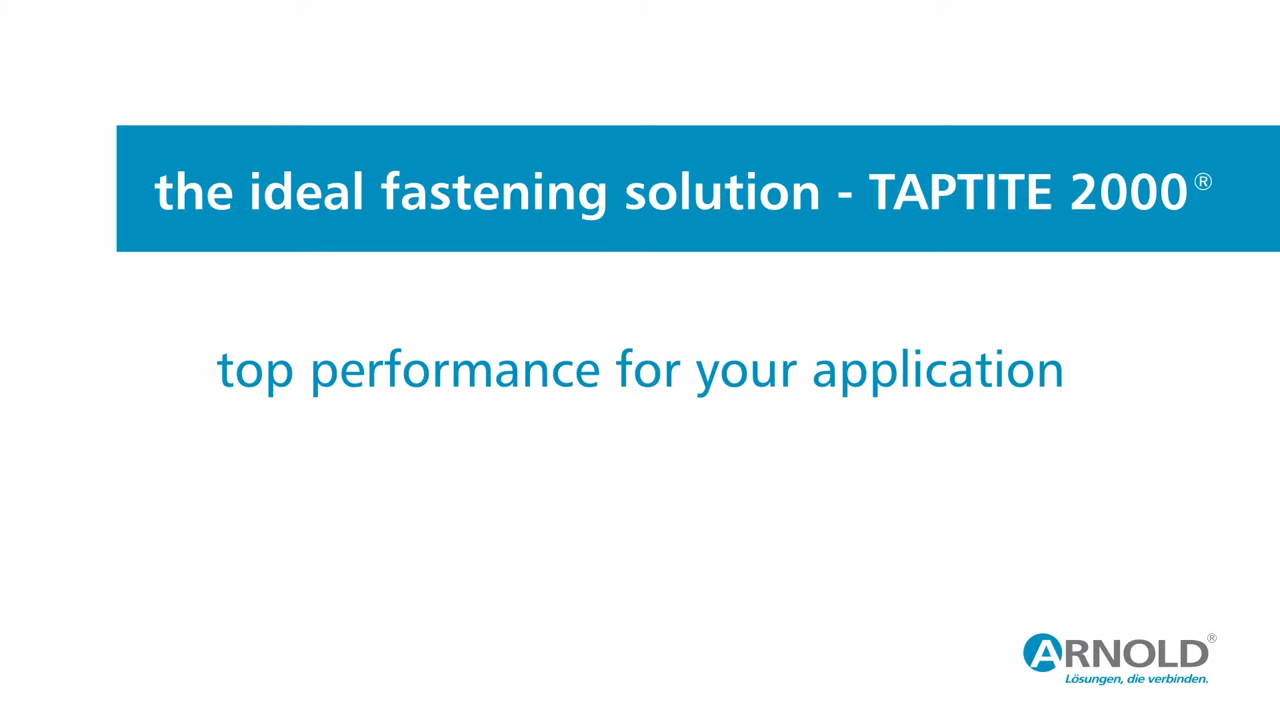 the ideal fastening solution - TAPTITE 2000®
top performance for your application
ARNOLD®
Lösungen, die verbinden.